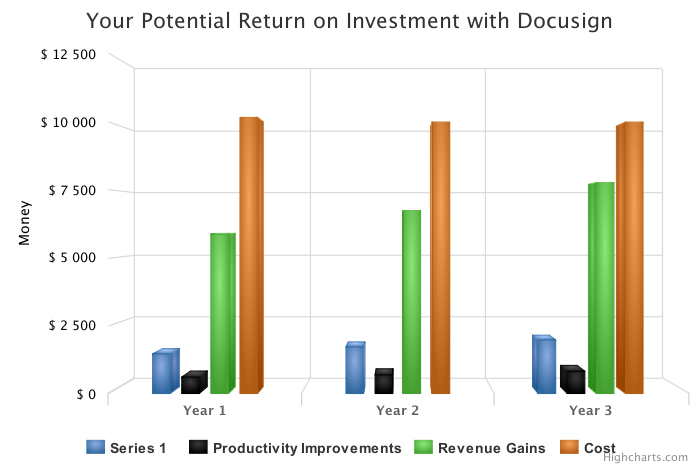 Your Potential Return on Investment with Docusign
$ 12 500
$ 10 000
$ 7 500
$ 5 000
$ 2 500
$ 0
Money
Year 1 Year 2 Year 3
Series 1 Productivity Improvements Revenue Gains Cost
Highcharts.com